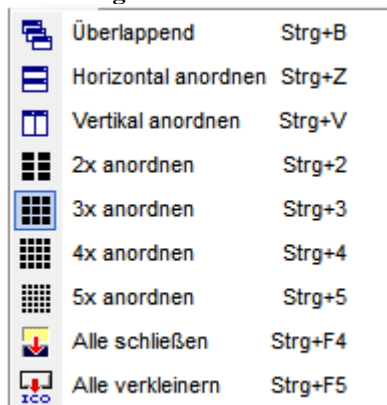 Überlappend Strg+B
Horizontal anordnen Strg+Z
Vertikal anordnen Strg+V
2x anordnen Strg+2
3x anordnen Strg+3
4x anordnen Strg+4
5x anordnen Strg+5
Alle schließen Strg+F4
Alle verkleinern Strg+F5
ICO